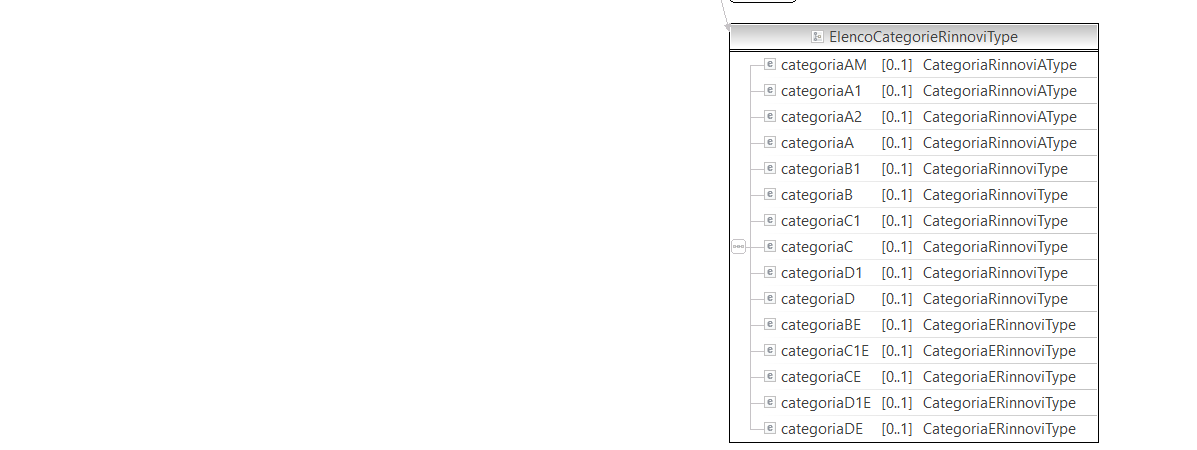 ElencoCategorieRinnoviType
categoriaAM [0..1] CategoriaRinnoviAType
categoriaA1 [0..1] CategoriaRinnoviAType
categoriaA2 [0..1] CategoriaRinnoviAType
categoriaA [0..1] CategoriaRinnoviAType
categoriaB1 [0..1] CategoriaRinnoviType
categoriaB [0..1] CategoriaRinnoviType
categoriaC1 [0..1] CategoriaRinnoviType
categoriaC [0..1] CategoriaRinnoviType
categoriaD1 [0..1] CategoriaRinnoviType
categoriaD [0..1] CategoriaRinnoviType
categoriaBE [0..1] CategoriaERinnoviType
categoriaC1E [0..1] CategoriaERinnoviType
categoriaCE [0..1] CategoriaERinnoviType
categoriaD1E [0..1] CategoriaERinnoviType
categoriaDE [0..1] CategoriaERinnoviType